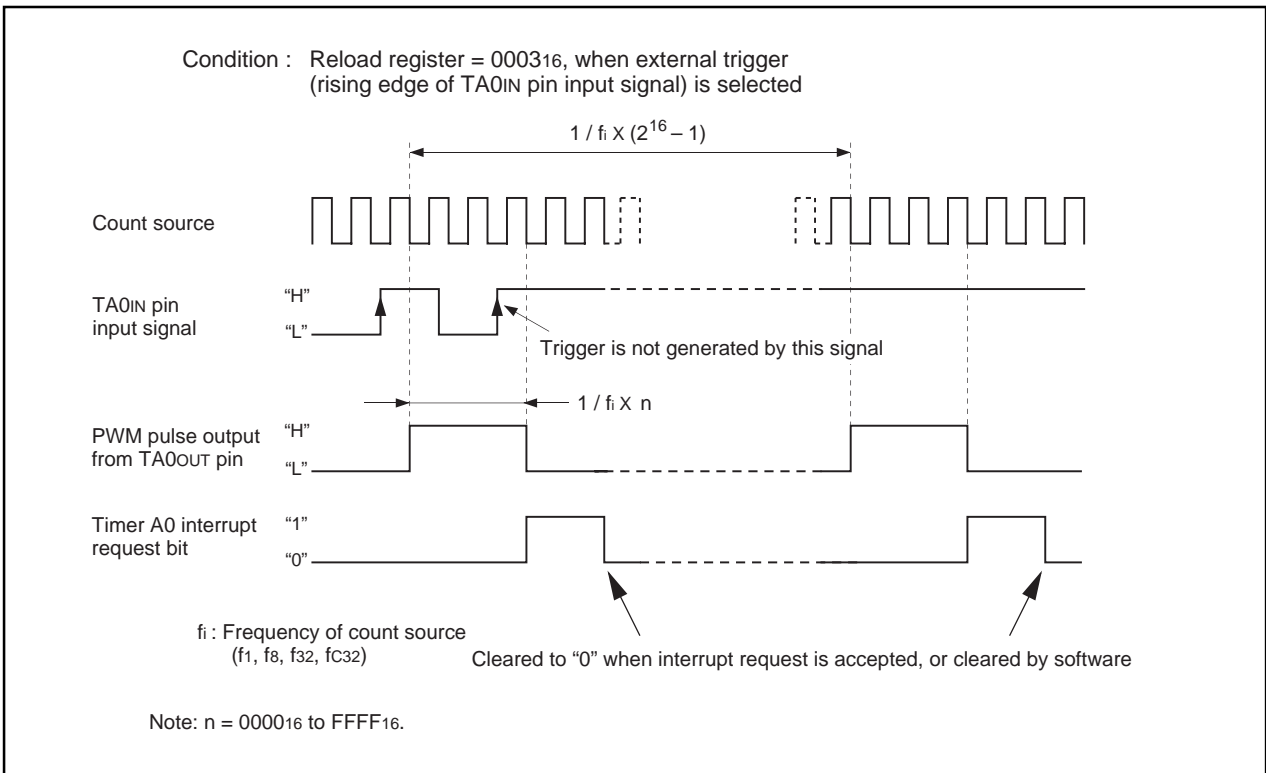 Condition : Reload register = 000316, when external trigger
(rising edge of TA0IN pin input signal) is selected
1 / fi X (2^16 – 1)
Count source
TA0IN pin
input signal
“H”
“L”
Trigger is not generated by this signal
1 / fi X n
PWM pulse output
from TA0OUT pin
“H”
“L”
Timer A0 interrupt
request bit
“1”
“0”
fi : Frequency of count source
(f1, f8, f32, fC32)
Cleared to “0” when interrupt request is accepted, or cleared by software
Note: n = 000016 to FFFF16.